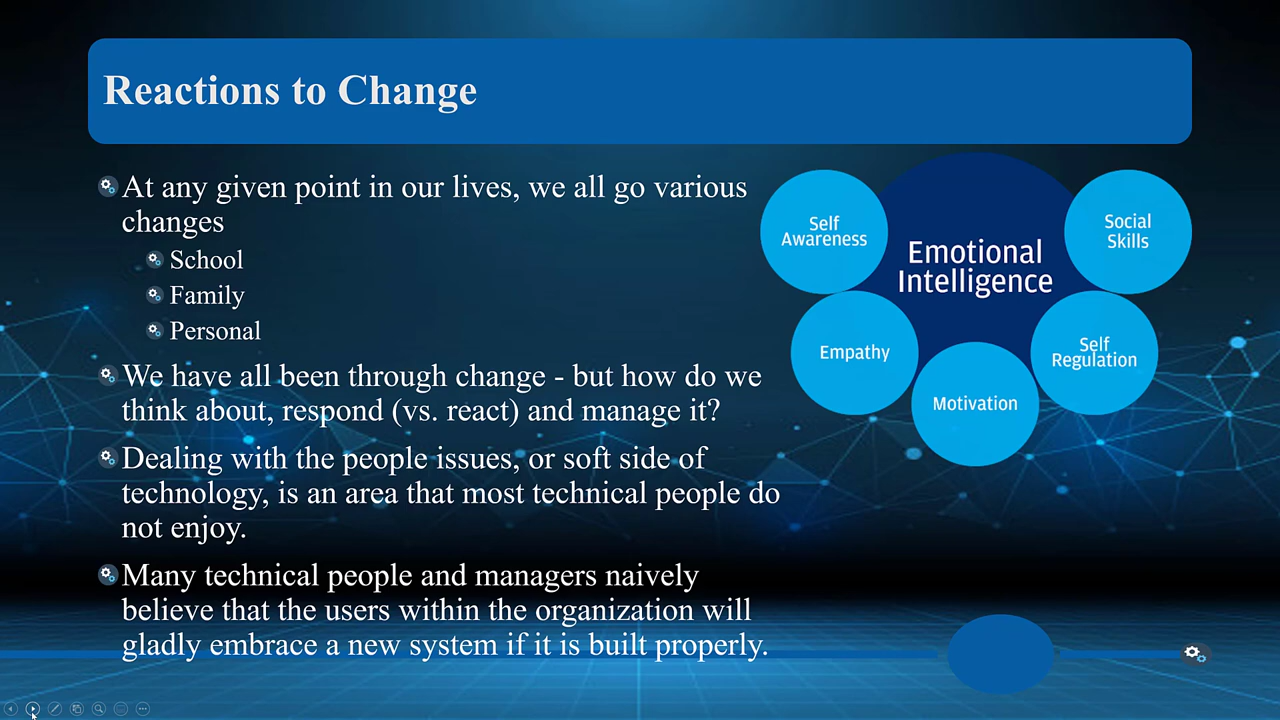 Reactions to Change
At any given point in our lives, we all go various
changes
School
Family
Personal
We have all been through change - but how do we
think about, respond (vs. react) and manage it?
Dealing with the people issues, or soft side of
technology, is an area that most technical people do
not enjoy.
Many technical people and managers naively
believe that the users within the organization will
gladly embrace a new system if it is built properly.
Emotional
Intelligence
Self
Awareness
Empathy
Motivation
Self
Regulation
Social
Skills